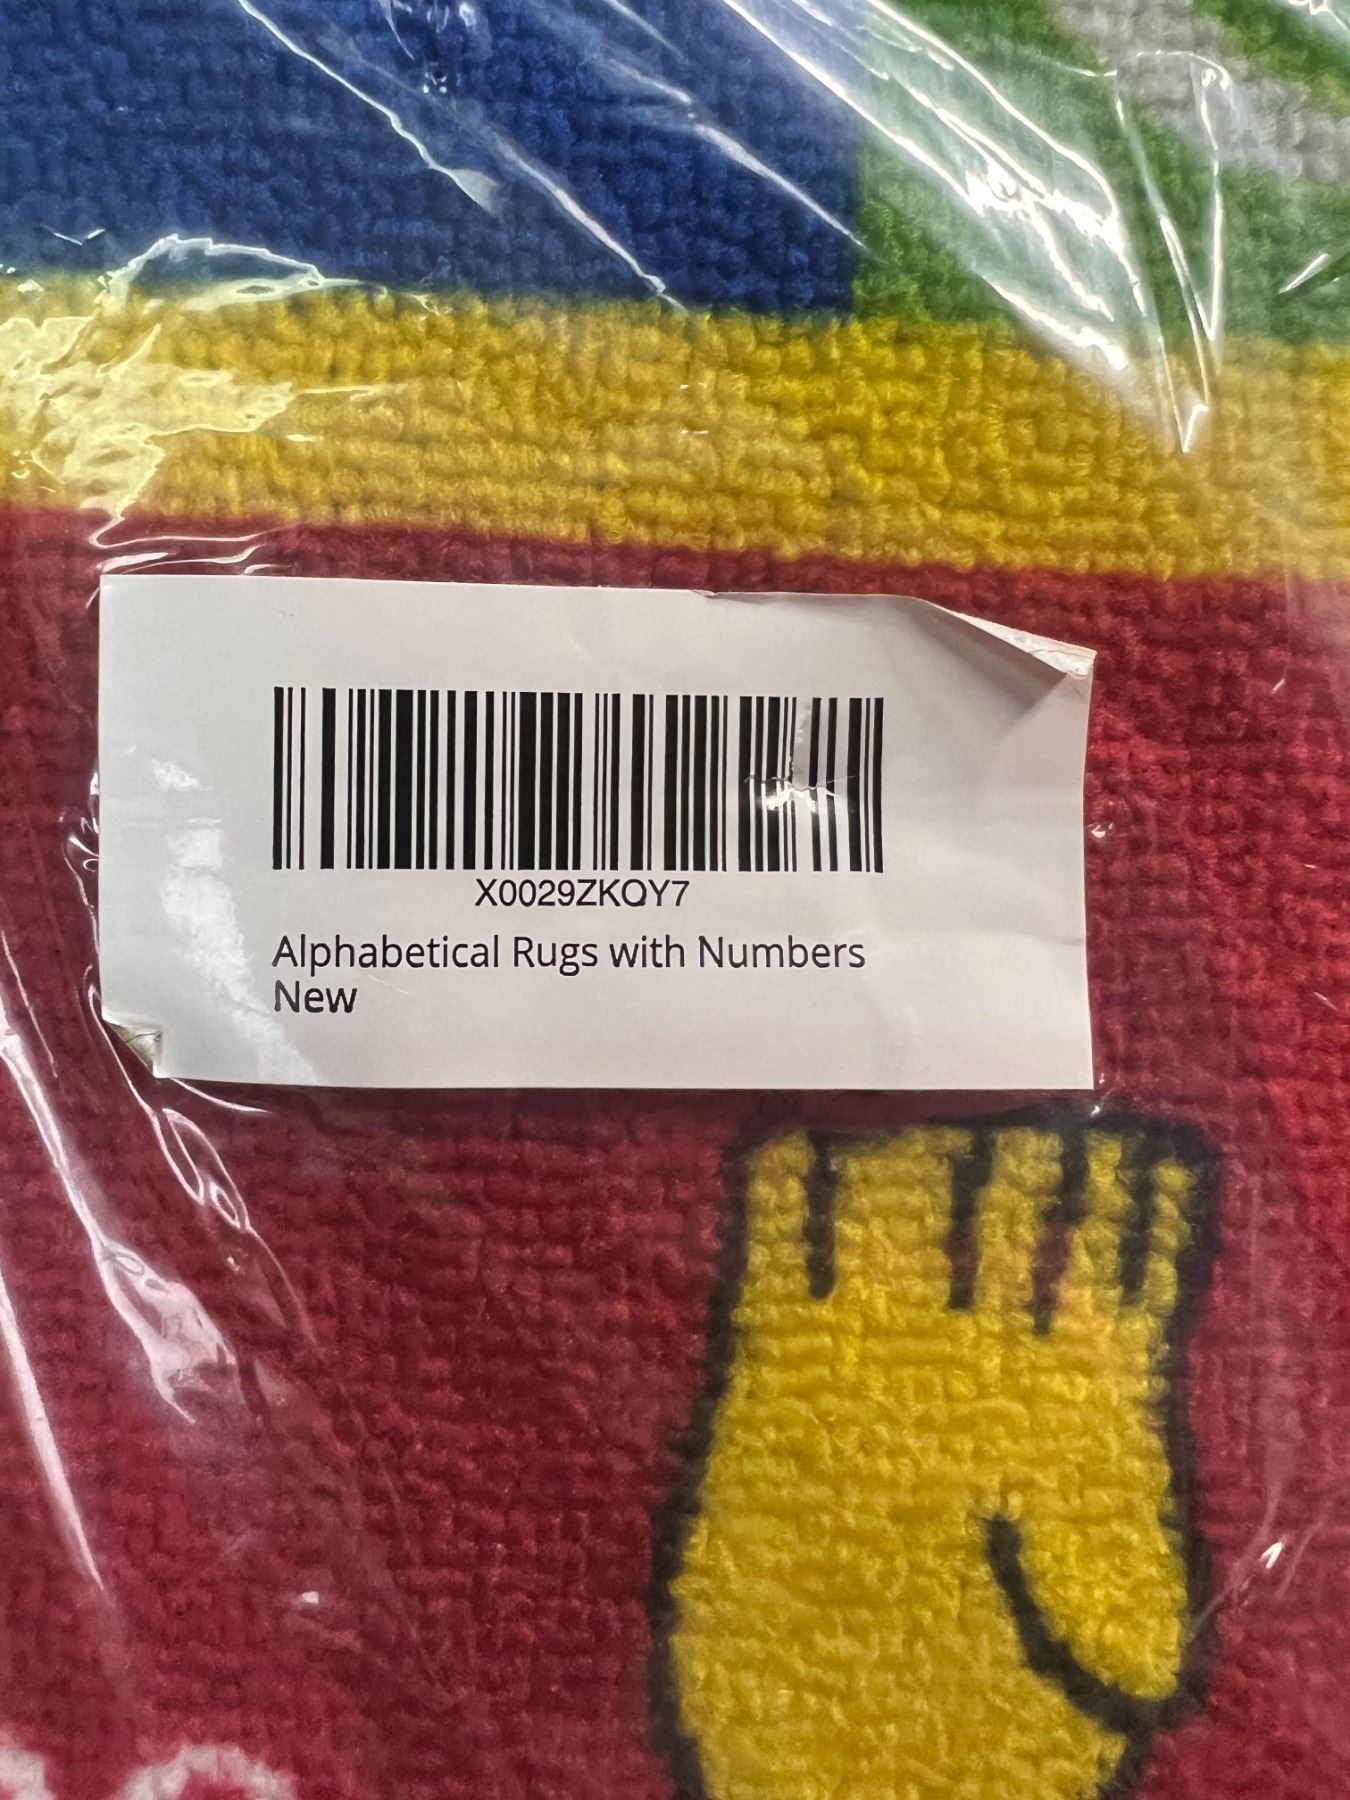 X0029ZKQY7
Alphabetical Rugs with Numbers
New